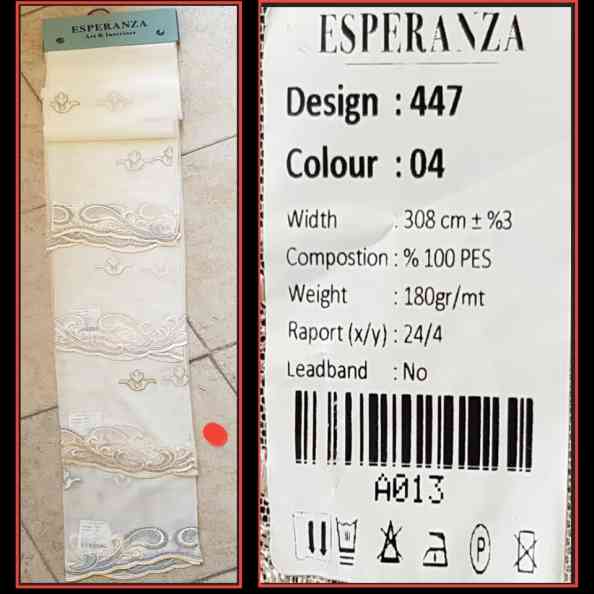 ESPERANZA
Art & Interiors
ESPERANZA
Design : 447
Colour : 04
Width : 308 cm ± %3
Compostion : % 100 PES
Weight : 180gr/mt
Raport (x/y) : 24/4
Leadband : No
A013
P